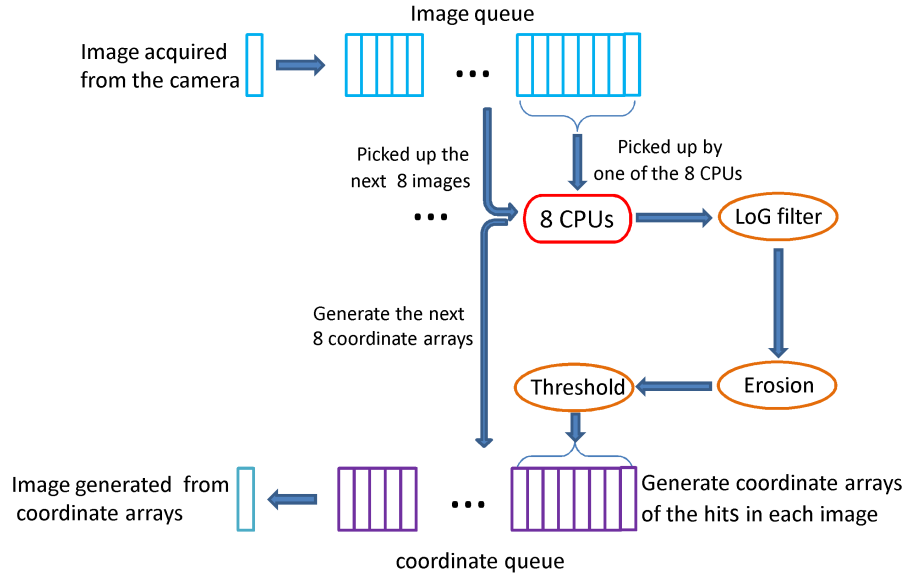 Image queue
Image acquired
from the camera
...
Picked up the
next 8 images
Picked up by
one of the 8 CPUs
...
8 CPUs
LoG filter
Generate the next
8 coordinate arrays
Threshold
Erosion
Image generated from
coordinate arrays
...
Generate coordinate arrays
of the hits in each image
coordinate queue